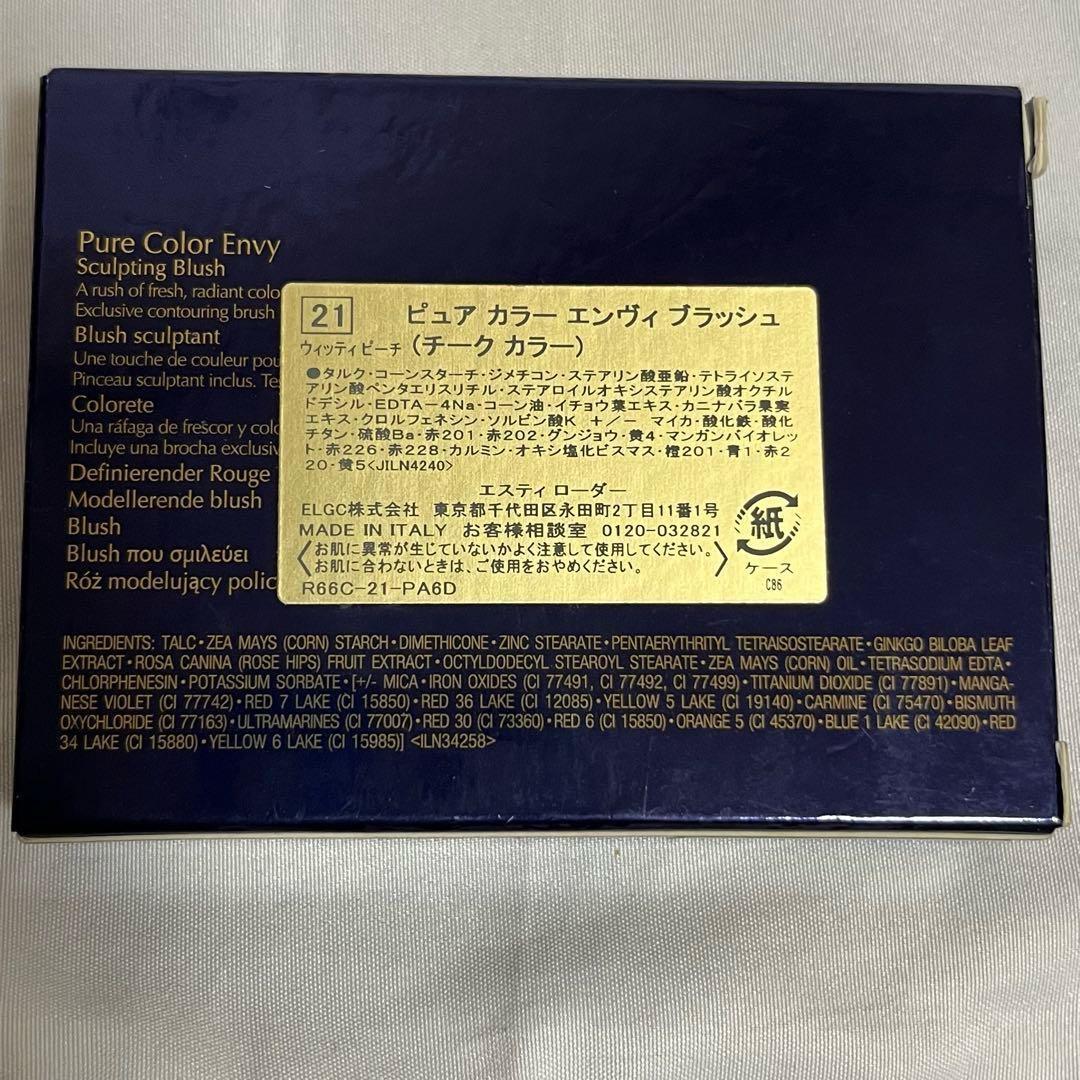 Pure Color Envy
Sculpting Blush
A rush of fresh, radiant colo
Exclusive contouring brush
Blush sculptant
Une touche de couleur pou
Pinceau sculptant inclus. Te
Colorete
Una ráfaga de frescor y colo
Incluye una brocha exclusiv
Definierender Rouge
Modellerende blush
Blush
Blush που σμιλεύει
Róż modelujący polic
21 ピュア カラー エンヴィ ブラッシュ
ウィッティ ピーチ (チーク カラー)
●タルク・コーンスターチ・ジメチコン・ステアリン酸亜鉛・テトライソステ
アリン酸ペンタエリスリチル・ステアロイルオキシステアリン酸オクチル
ドデシル・EDTA-4Na・コーン油・イチョウ葉エキス・カニナバラ果実
エキス・クロルフェネシン・ソルビン酸K +/- マイカ・酸化鉄・酸化
チタン・硫酸Ba・赤201・赤202・グンジョウ・黄4・マンガンバイオレッ
ト・赤226・赤228・カルミン・オキシ塩化ビスマス・橙201・青1・赤2
20・黄5<JILN4240>
エスティ ローダー
ELGC株式会社 東京都千代田区永田町2丁目11番1号
MADE IN ITALY お客様相談室 0120-032821
〈お肌に異常が生じていないかよく注意して使用してください。
お肌に合わないときは、ご使用をおやめください。〉
R66C-21-PA6D
紙
ケース
C86
INGREDIENTS: TALC・ZEA MAYS (CORN) STARCH・DIMETHICONE・ZINC STEARATE・PENTAERYTHRITYL TETRAISOSTEARATE・GINKGO BILOBA LEAF
EXTRACT・ROSA CANINA (ROSE HIPS) FRUIT EXTRACT・OCTYLDODECYL STEAROYL STEARATE・ZEA MAYS (CORN) OIL・TETRASODIUM EDTA・
CHLORPHENESIN・POTASSIUM SORBATE・[+/- MICA・IRON OXIDES (CI 77491, CI 77492, CI 77499)・TITANIUM DIOXIDE (CI 77891)・MANGA-
NESE VIOLET (CI 77742)・RED 7 LAKE (CI 15850)・RED 36 LAKE (CI 12085)・YELLOW 5 LAKE (CI 19140)・CARMINE (CI 75470)・BISMUTH
OXYCHLORIDE (CI 77163)・ULTRAMARINES (CI 77007)・RED 30 (CI 73360)・RED 6 (CI 15850)・ORANGE 5 (CI 45370)・BLUE 1 LAKE (CI 42090)・RED
34 LAKE (CI 15880)・YELLOW 6 LAKE (CI 15985)] <ILN34258>